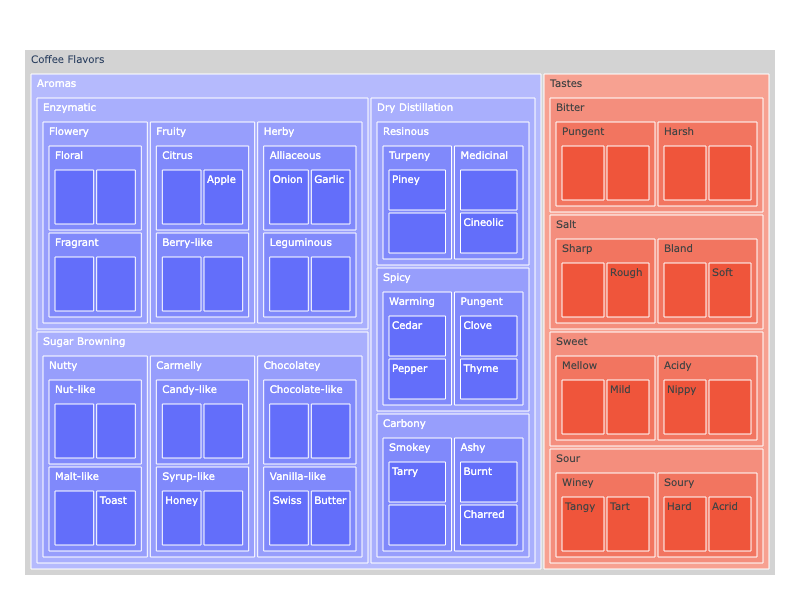 Coffee Flavors
Aromas
Enzymatic
Flowery
Floral
Fragrant
Fruity
Citrus
Apple
Berry-like
Herby
Alliaceous
Onion
Garlic
Leguminous
Sugar Browning
Nutty
Nut-like
Malt-like
Toast
Carmelly
Candy-like
Syrup-like
Honey
Chocolatey
Chocolate-like
Vanilla-like
Swiss
Butter
Dry Distillation
Resinous
Turpeny
Piney
Medicinal
Cineolic
Spicy
Warming
Cedar
Pepper
Pungent
Clove
Thyme
Carbony
Smokey
Tarry
Ashy
Burnt
Charred
Tastes
Bitter
Pungent
Harsh
Salt
Sharp
Rough
Bland
Soft
Sweet
Mellow
Mild
Acidy
Nippy
Sour
Winey
Tangy
Tart
Soury
Hard
Acrid